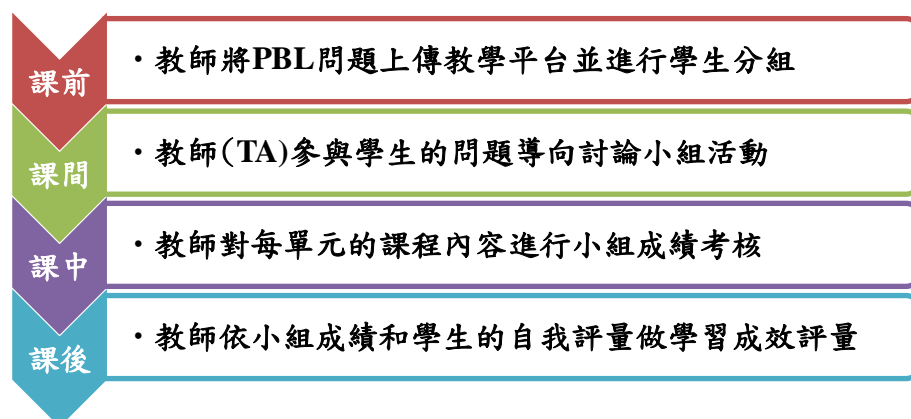 課前
・教師將PBL問題上傳教學平台並進行學生分組
課間
・教師(TA)參與學生的問題導向討論小組活動
課中
・教師對每單元的課程內容進行小組成績考核
課後
・教師依小組成績和學生的自我評量做學習成效評量